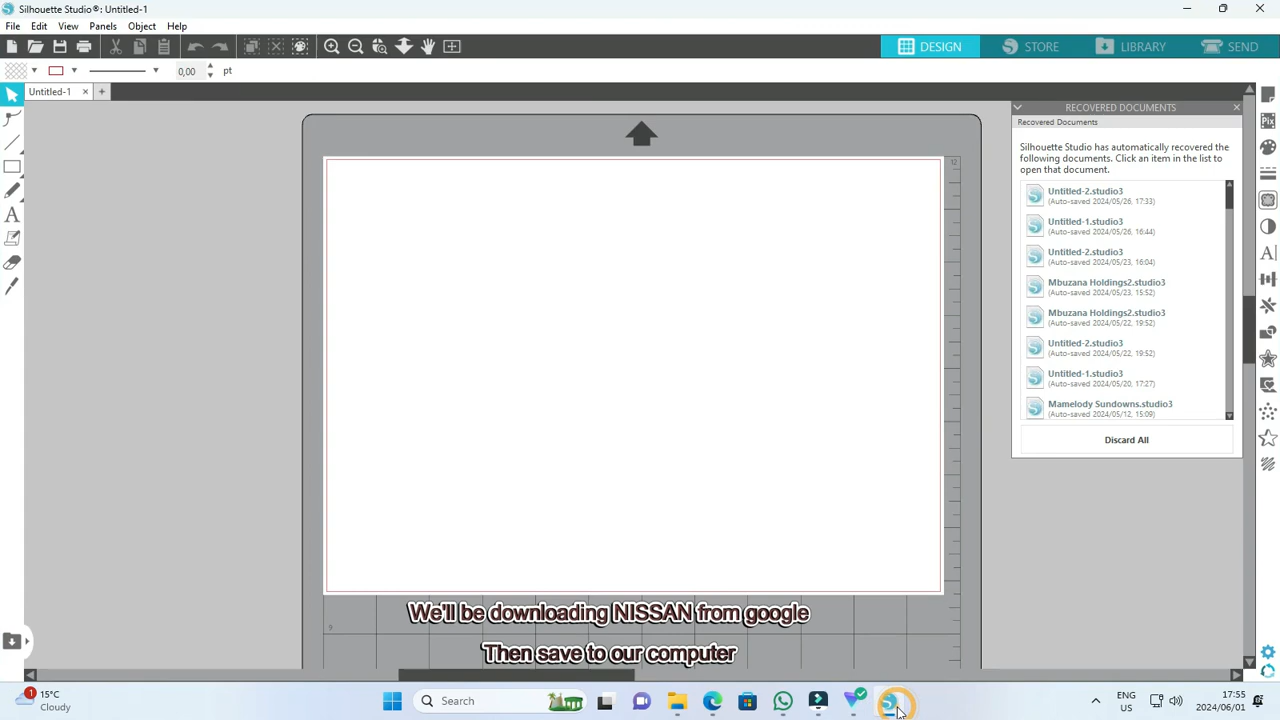 Silhouette Studio®: Untitled-1
File Edit View Panels Object Help
DESIGN STORE LIBRARY SEND
0,00 pt
Untitled-1
RECOVERED DOCUMENTS
Recovered Documents
Silhouette Studio has automatically recovered the
following documents. Click an item in the list to
open that document.
Untitled-2.studio3
(Auto-saved 2024/05/26, 17:33)
Untitled-1.studio3
(Auto-saved 2024/05/26, 16:44)
Untitled-2.studio3
(Auto-saved 2024/05/23, 16:04)
Mbuzana Holdings2.studio3
(Auto-saved 2024/05/23, 15:52)
Mbuzana Holdings2.studio3
(Auto-saved 2024/05/22, 19:52)
Untitled-2.studio3
(Auto-saved 2024/05/22, 19:52)
Untitled-1.studio3
(Auto-saved 2024/05/20, 17:27)
Mamelody Sundowns.studio3
(Auto-saved 2024/05/12, 15:09)
Discard All
12
9
We'll be downloading NISSAN from google
Then save to our computer
1
15°C
Cloudy
Search
ENG
US
17:55
2024/06/01